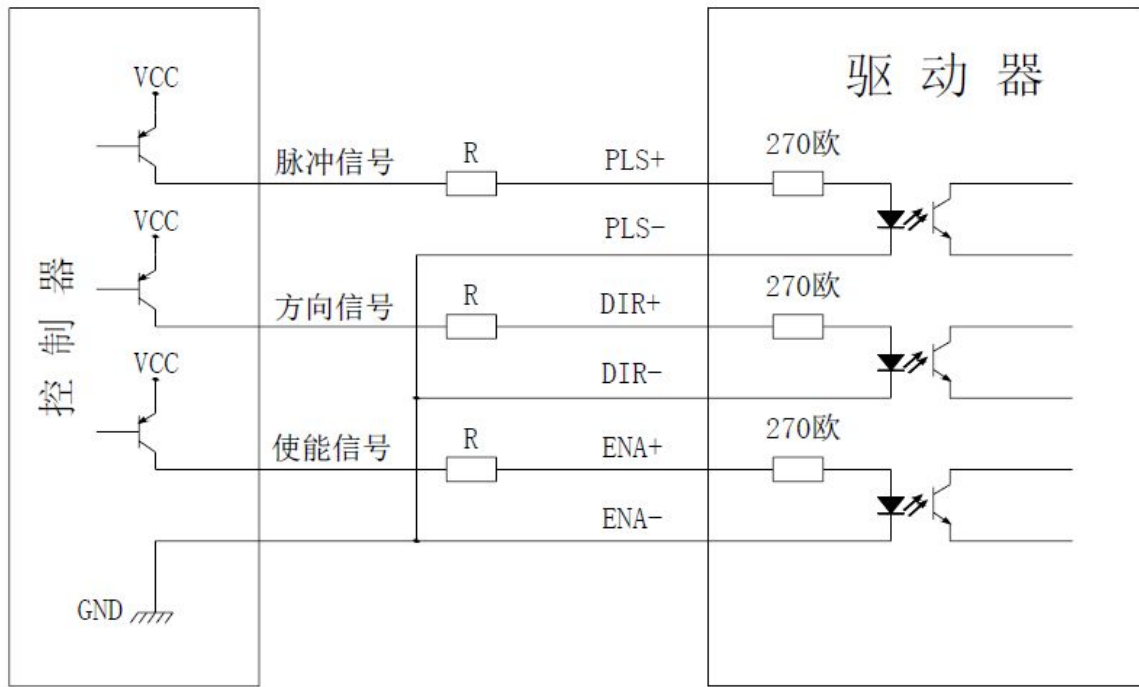 VCC
驱动器
270欧
脉冲信号
R
PLS+
VCC
PLS-
270欧
方向信号
R
DIR+
控制器
VCC
DIR-
270欧
使能信号
R
ENA+
ENA-
GND